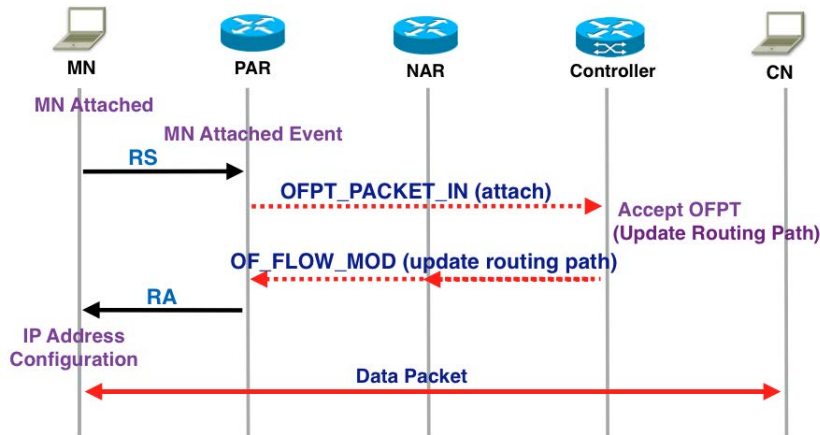 MN
PAR
NAR
Controller
CN
MN Attached
MN Attached Event
RS
OFPT_PACKET_IN (attach)
Accept OFPT
(Update Routing Path)
OF_FLOW_MOD (update routing path)
RA
IP Address
Configuration
Data Packet